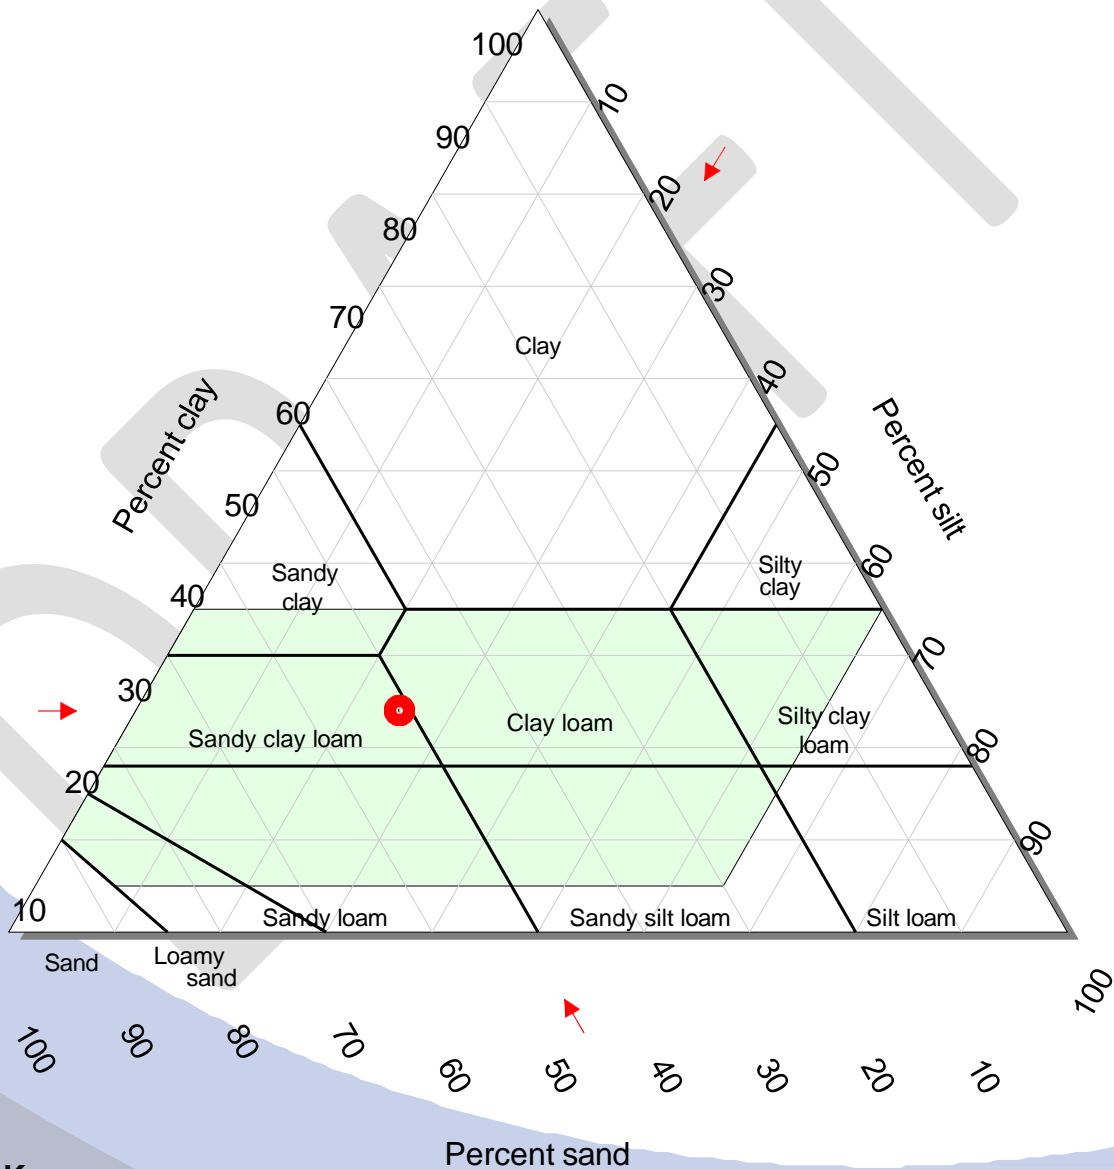 100
10
90
20
80
30
70
Clay
40
60
Percent clay
Percent silt
50
50
Sandy
clay
Silty
clay
60
40
70
30
Sandy clay loam
Clay loam
Silty clay
loam
80
20
90
10
Sandy loam
Sandy silt loam
Silt loam
Sand
Loamy
sand
100
100
90
80
70
60
50
40
30
20
10
Percent sand